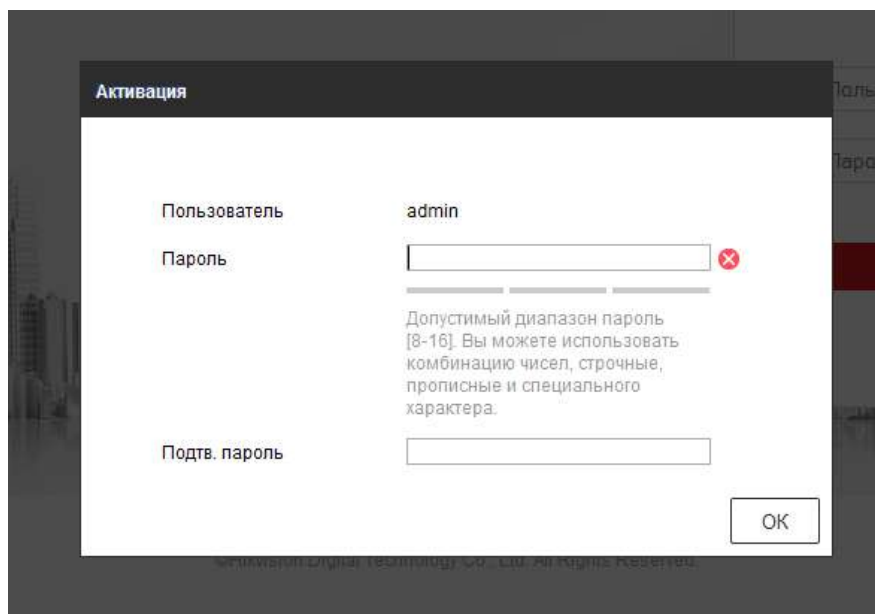 Активация
Пользователь admin
Пароль
Допустимый диапазон пароль
[8-16]. Вы можете использовать
комбинацию чисел, строчные,
прописные и специального
характера.
Подтв. пароль
ОК
©Hikvision Digital Technology Co., Ltd. All Rights Reserved.